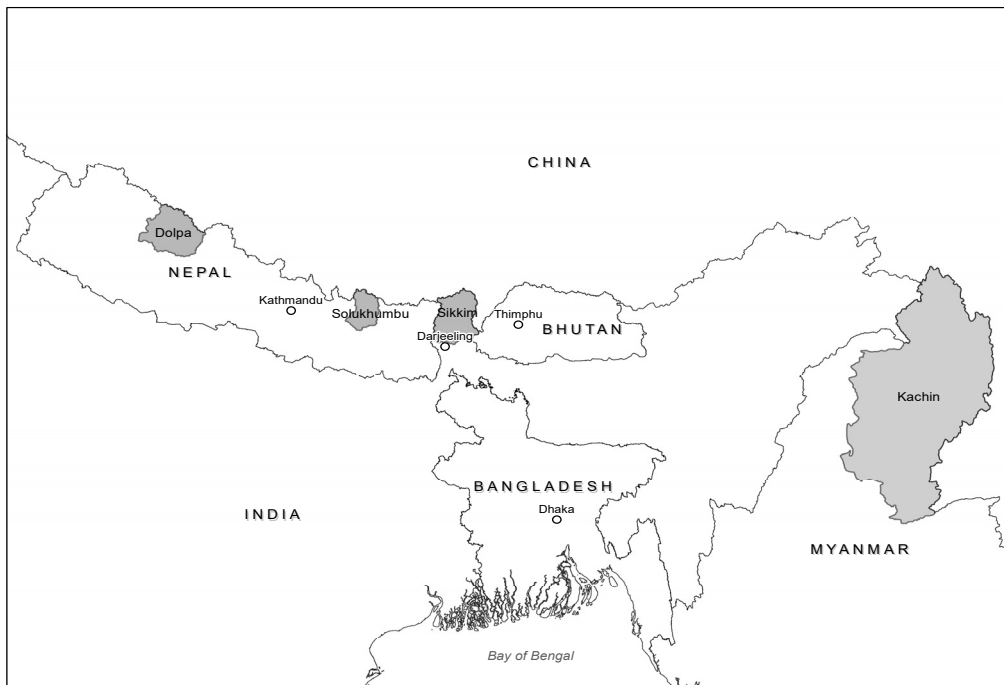 CHINA
Dolpa
NEPAL
Kathmandu
Solukhumbu
Sikkim
Thimphu
BHUTAN
Darjeeling
Kachin
BANGLADESH
Dhaka
INDIA
MYANMAR
Bay of Bengal